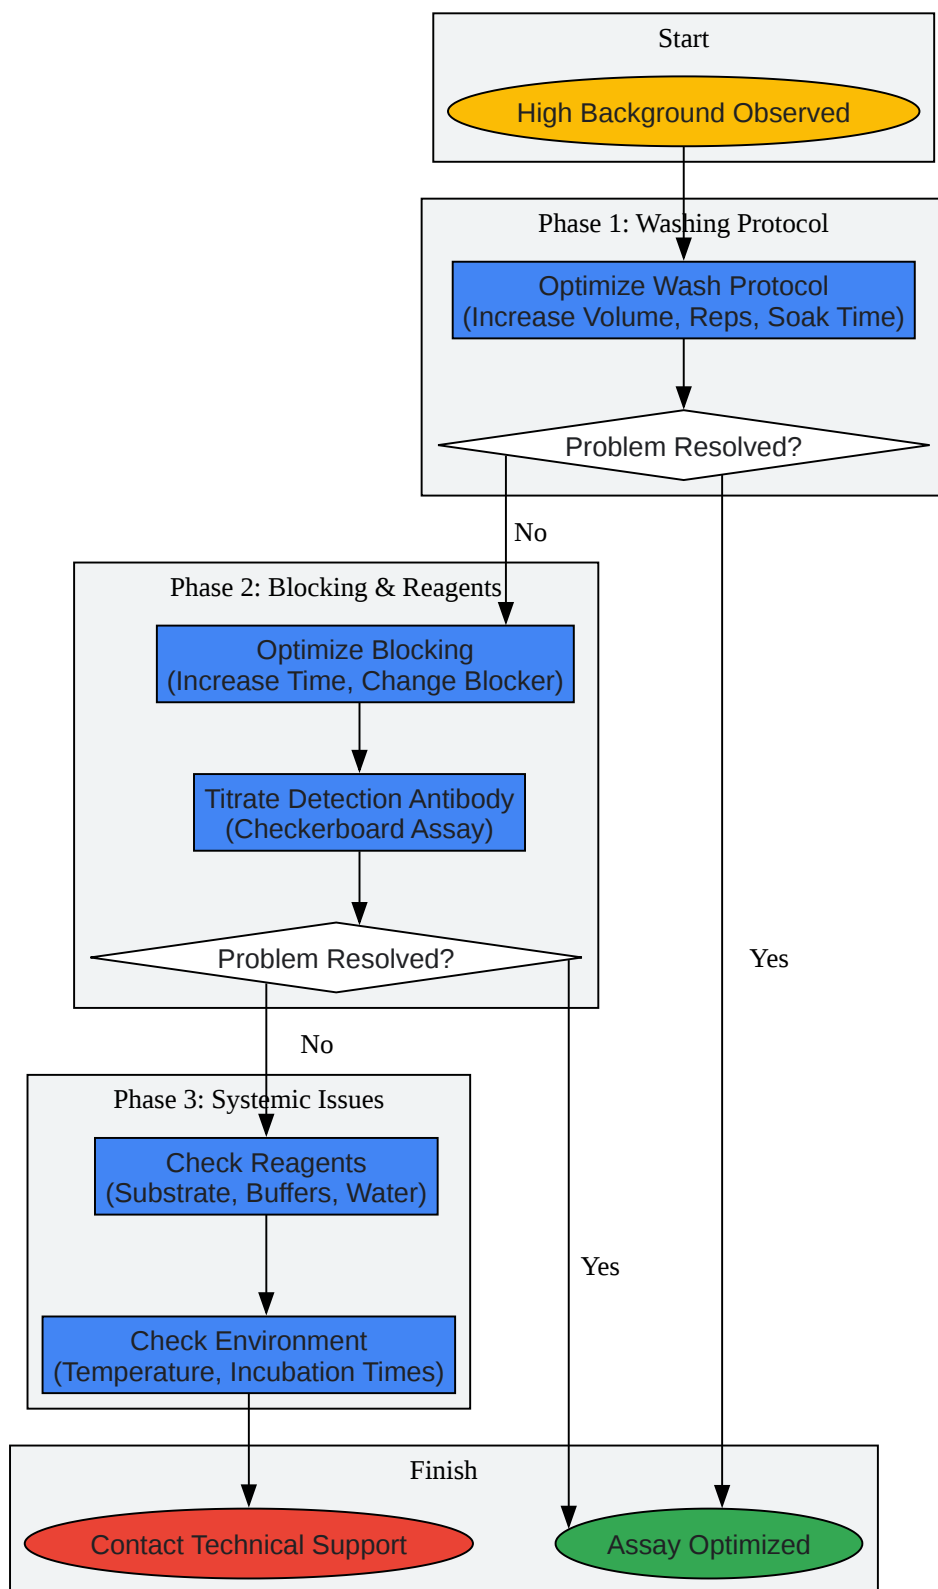 Start
High Background Observed
Phase 1: Washing Protocol
Optimize Wash Protocol
(Increase Volume, Reps, Soak Time)
Problem Resolved?
No
Phase 2: Blocking & Reagents
Optimize Blocking
(Increase Time, Change Blocker)
Titrate Detection Antibody
(Checkerboard Assay)
Problem Resolved?
Yes
No
Phase 3: Systemic Issues
Check Reagents
(Substrate, Buffers, Water)
Yes
Check Environment
(Temperature, Incubation Times)
Finish
Contact Technical Support
Assay Optimized